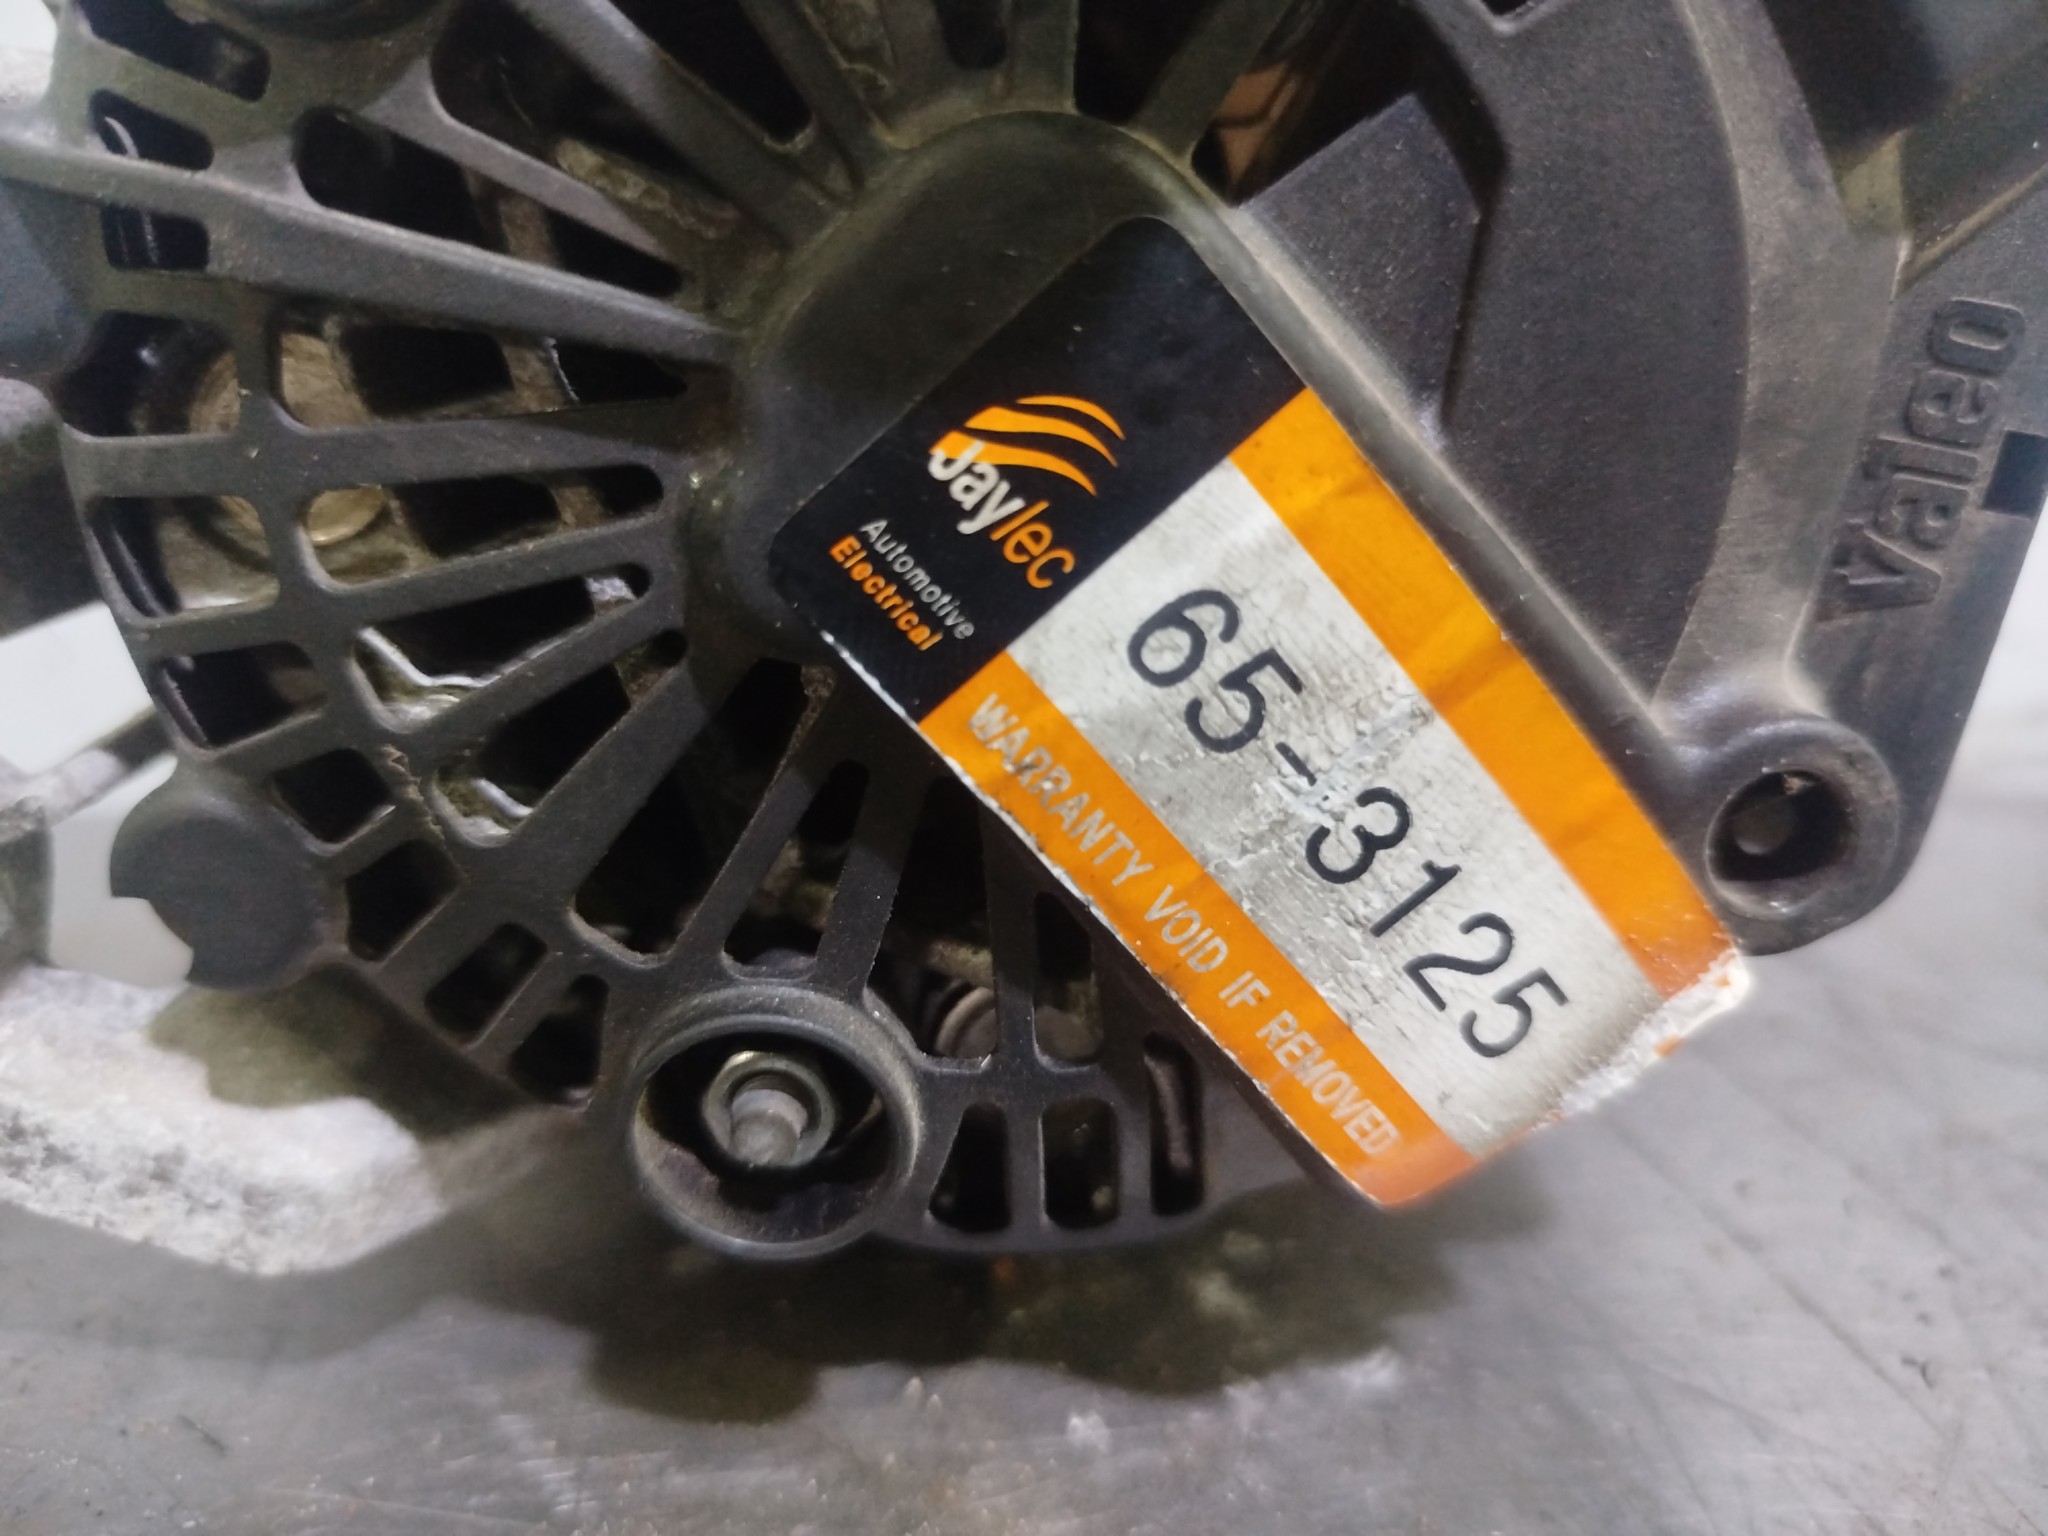 Jaylec
Automotive
Electrical
65-3125
WARRANTY VOID IF REMOVED
Valeo